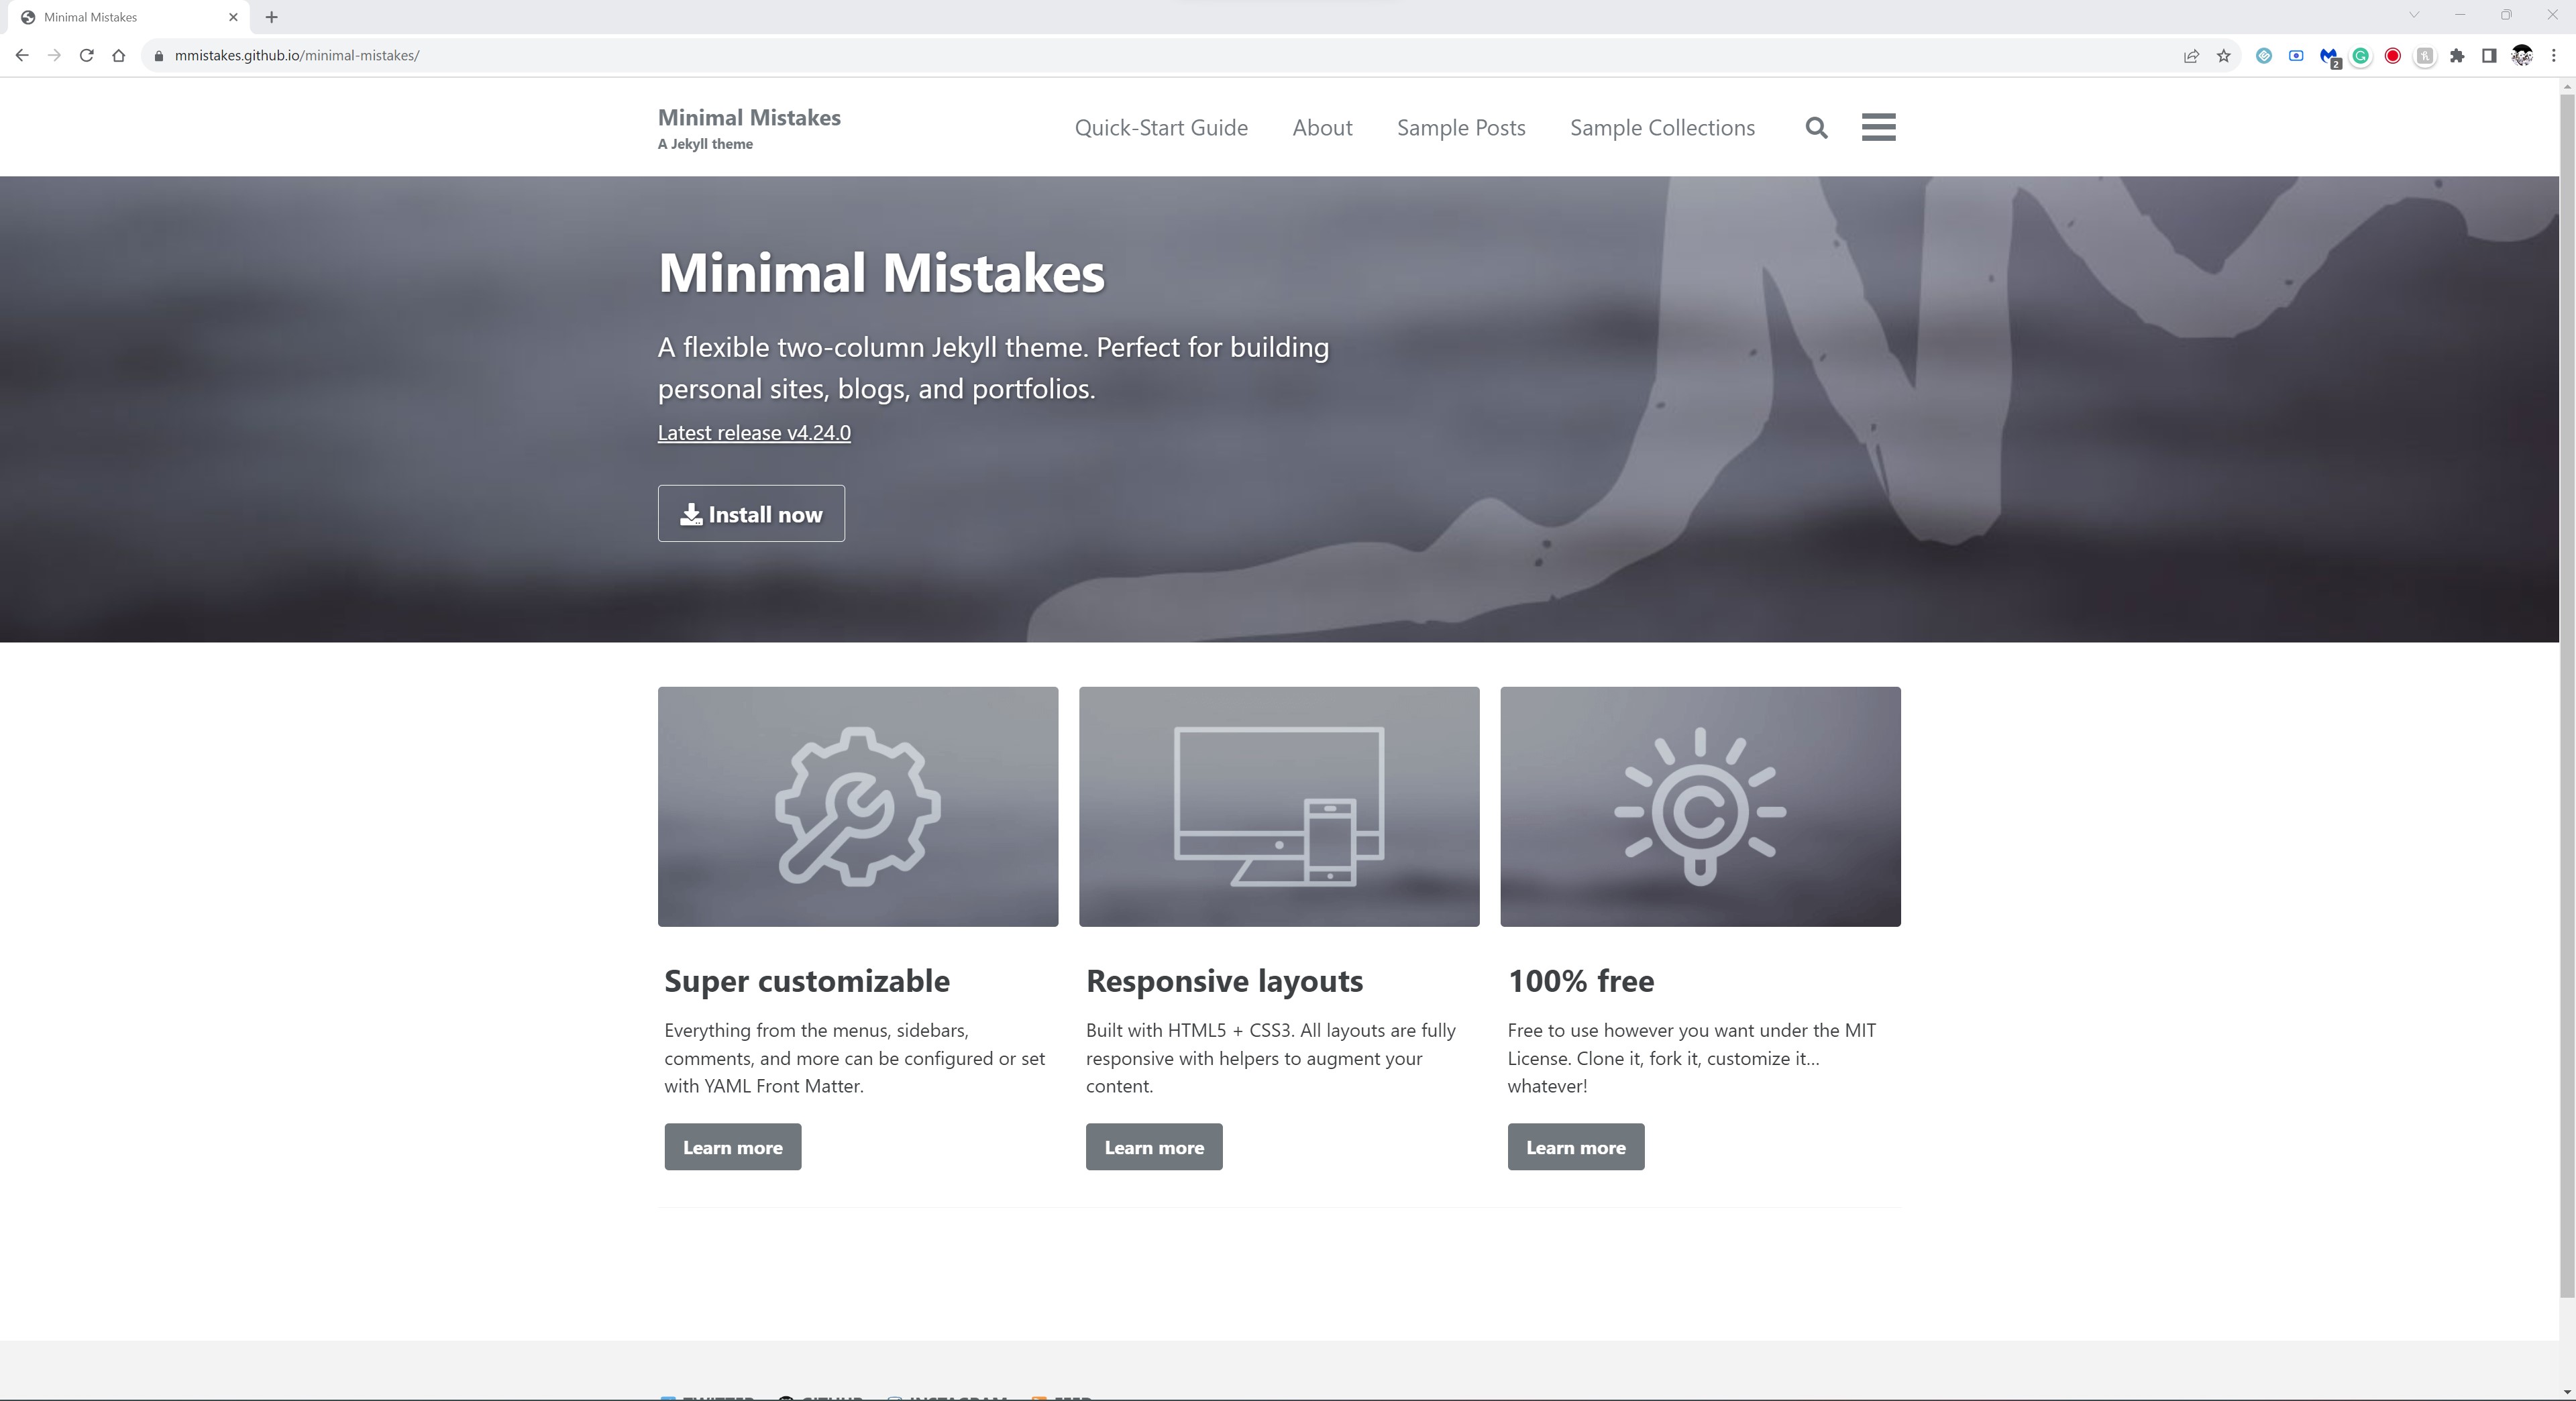 Minimal Mistakes
mmistakes.github.io/minimal-mistakes/
2
Minimal Mistakes
A Jekyll theme
Quick-Start Guide
About
Sample Posts
Sample Collections
Minimal Mistakes
A flexible two-column Jekyll theme. Perfect for building
personal sites, blogs, and portfolios.
Latest release v4.24.0
Install now
Super customizable
Everything from the menus, sidebars,
comments, and more can be configured or set
with YAML Front Matter.
Learn more
Responsive layouts
Built with HTML5 + CSS3. All layouts are fully
responsive with helpers to augment your
content.
Learn more
100% free
Free to use however you want under the MIT
License. Clone it, fork it, customize it...
whatever!
Learn more
TWITTER
GITHUB
INSTAGRAM
FEED